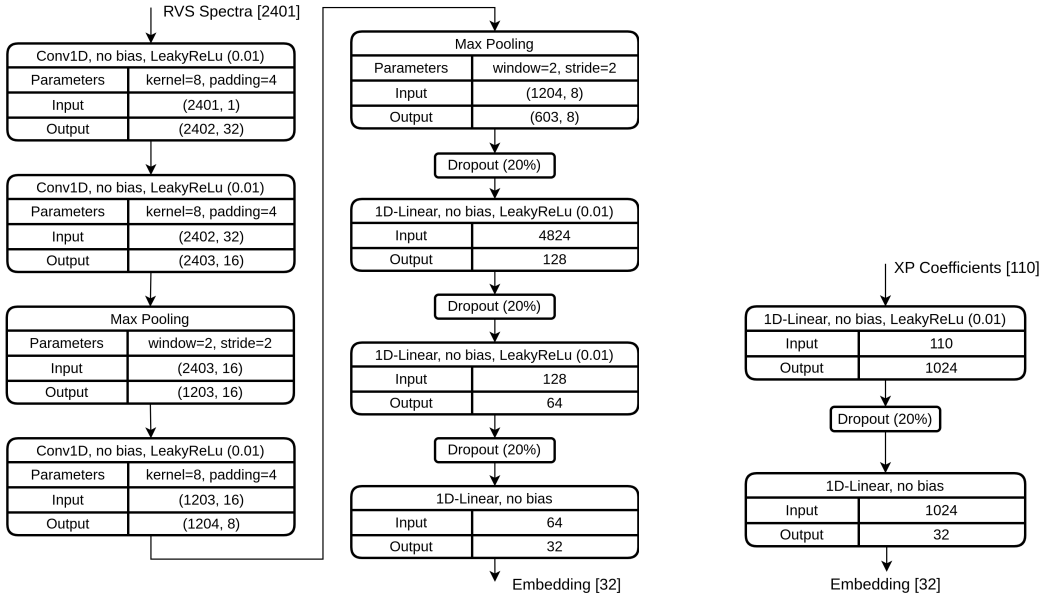 RVS Spectra [2401]
Conv1D, no bias, LeakyReLu (0.01)
Parameters kernel=8, padding=4
Input (2401, 1)
Output (2402, 32)
Conv1D, no bias, LeakyReLu (0.01)
Parameters kernel=8, padding=4
Input (2402, 32)
Output (2403, 16)
Max Pooling
Parameters window=2, stride=2
Input (2403, 16)
Output (1203, 16)
Conv1D, no bias, LeakyReLu (0.01)
Parameters kernel=8, padding=4
Input (1203, 16)
Output (1204, 8)
Max Pooling
Parameters window=2, stride=2
Input (1204, 8)
Output (603, 8)
Dropout (20%)
1D-Linear, no bias, LeakyReLu (0.01)
Input 4824
Output 128
Dropout (20%)
1D-Linear, no bias, LeakyReLu (0.01)
Input 128
Output 64
Dropout (20%)
1D-Linear, no bias
Input 64
Output 32
Embedding [32]
XP Coefficients [110]
1D-Linear, no bias, LeakyReLu (0.01)
Input 110
Output 1024
Dropout (20%)
1D-Linear, no bias
Input 1024
Output 32
Embedding [32]